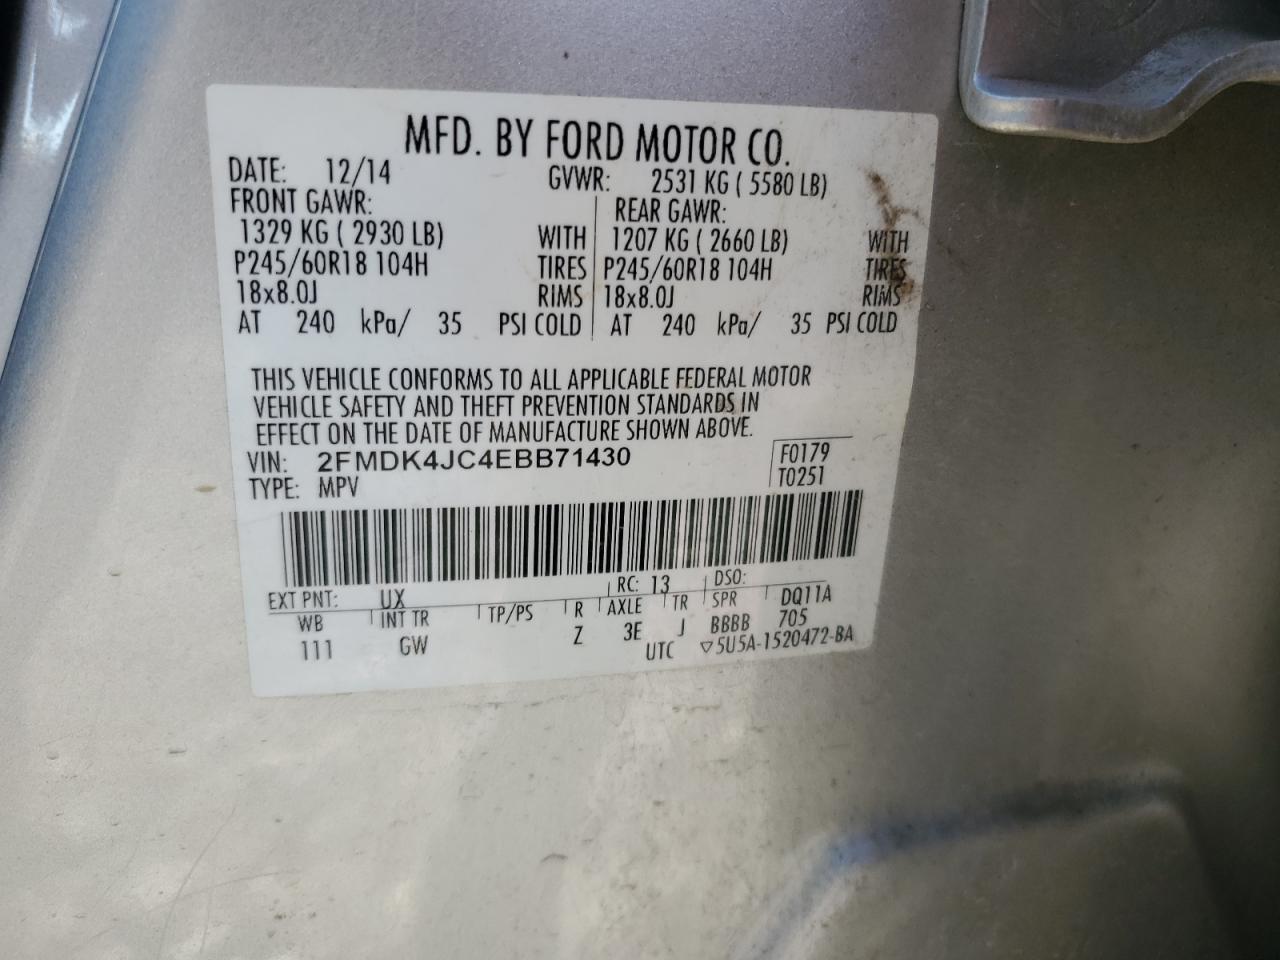 MFD. BY FORD MOTOR CO.
DATE: 12/14 GVWR: 2531 KG ( 5580 LB)
FRONT GAWR: REAR GAWR:
1329 KG ( 2930 LB) WITH 1207 KG ( 2660 LB) WITH
P245/60R18 104H TIRES P245/60R18 104H TIRES
18x8.0J RIMS 18x8.0J RIMS
AT 240 kPa/ 35 PSI COLD AT 240 kPa/ 35 PSI COLD
THIS VEHICLE CONFORMS TO ALL APPLICABLE FEDERAL MOTOR
VEHICLE SAFETY AND THEFT PREVENTION STANDARDS IN
EFFECT ON THE DATE OF MANUFACTURE SHOWN ABOVE.
VIN: 2FMDK4JC4EBB71430 F0179
TYPE: MPV T0251
EXT PNT: UX RC: 13 DSO:
WB INT TR TP/PS R AXLE TR SPR DQ11A
111 GW Z 3E J BBBB 705
UTC ▽5U5A-1520472-BA